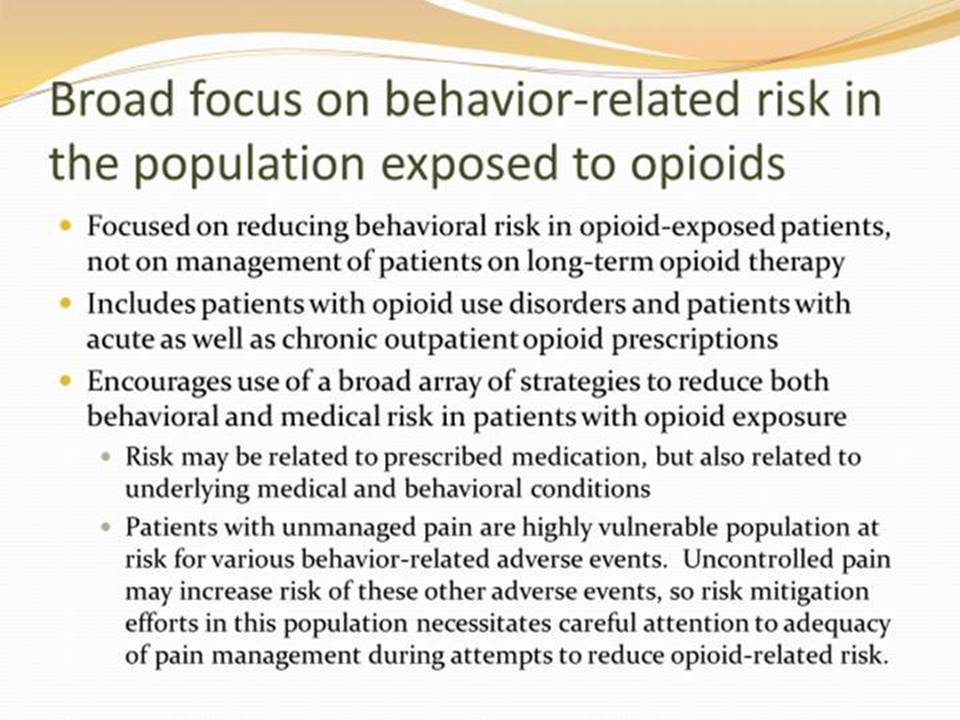 Broad focus on behavior-related risk in
the population exposed to opioids
• Focused on reducing behavioral risk in opioid-exposed patients,
not on management of patients on long-term opioid therapy
• Includes patients with opioid use disorders and patients with
acute as well as chronic outpatient opioid prescriptions
• Encourages use of a broad array of strategies to reduce both
behavioral and medical risk in patients with opioid exposure
• Risk may be related to prescribed medication, but also related to
underlying medical and behavioral conditions
• Patients with unmanaged pain are highly vulnerable population at
risk for various behavior-related adverse events.  Uncontrolled pain
may increase risk of these other adverse events, so risk mitigation
efforts in this population necessitates careful attention to adequacy
of pain management during attempts to reduce opioid-related risk.